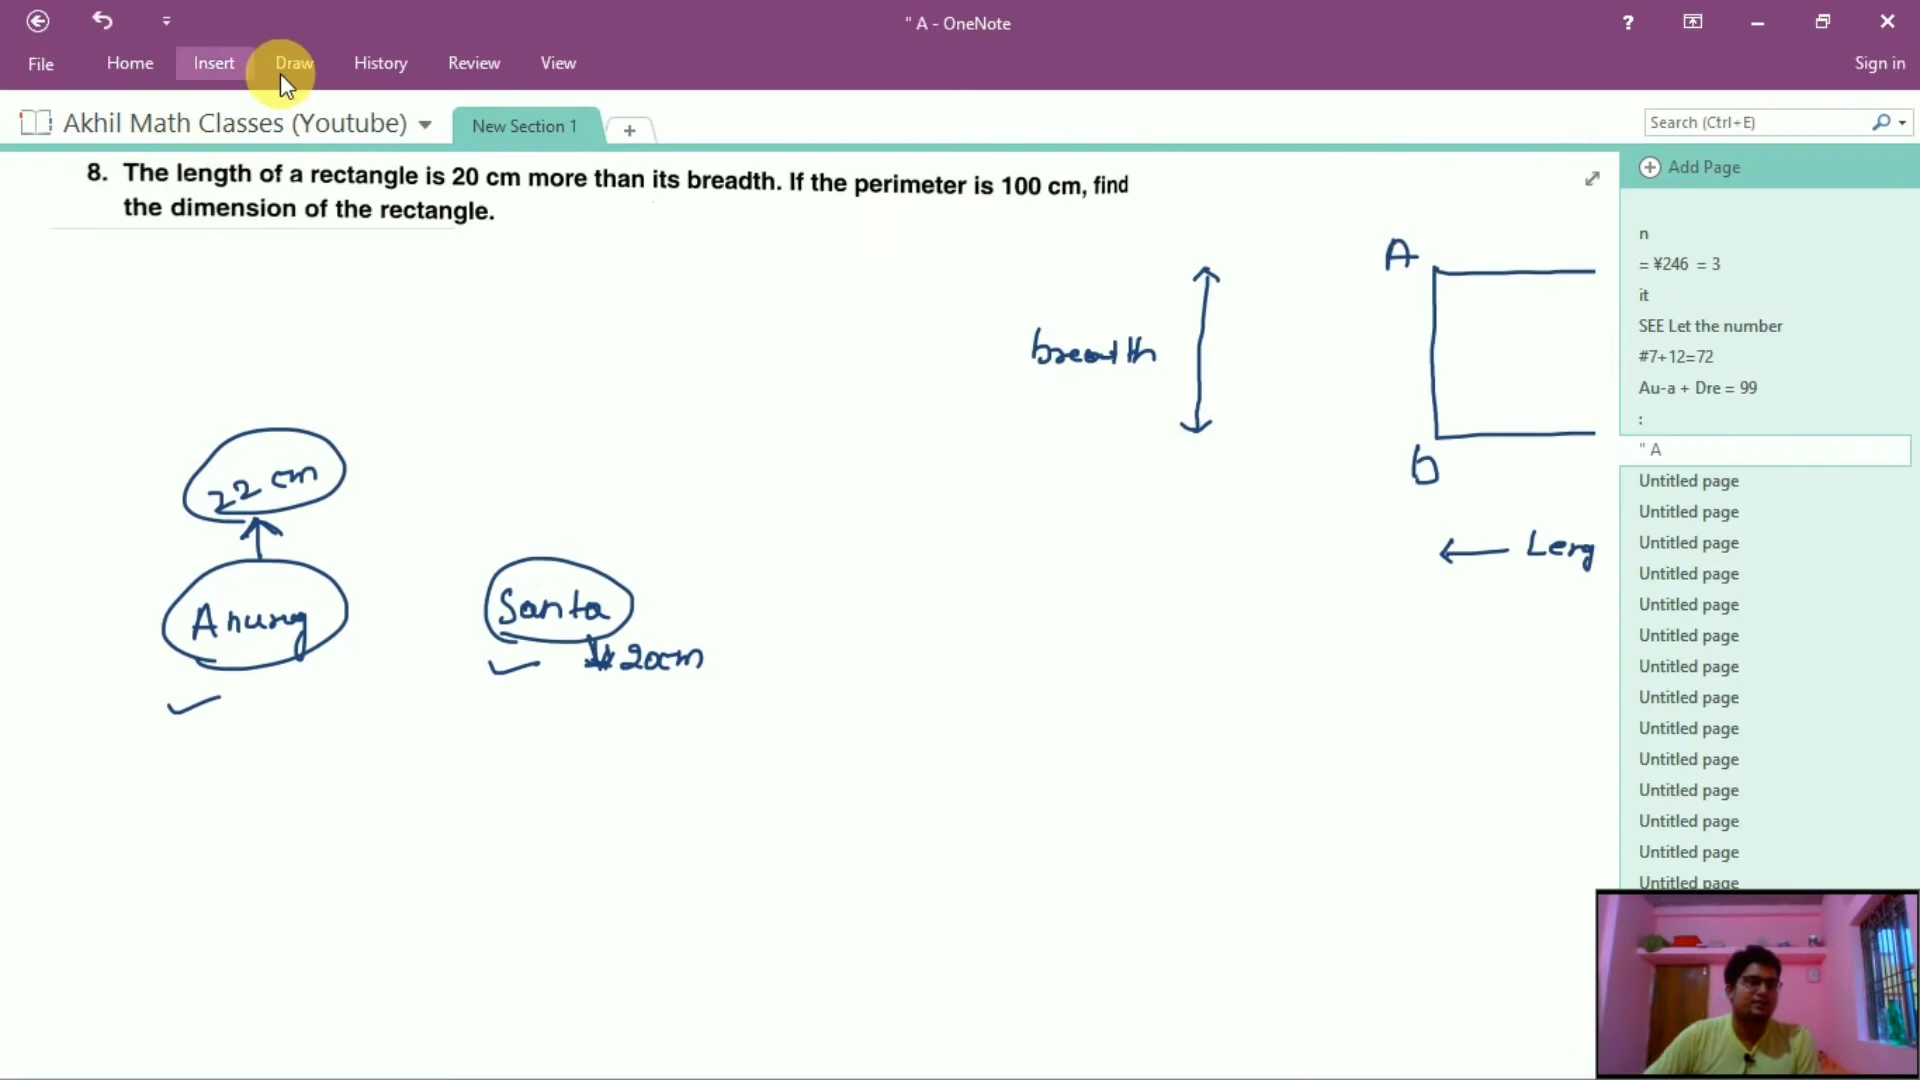 " A - OneNote
?
File Home Insert Draw History Review View Sign in
Akhil Math Classes (Youtube) New Section 1 + Search (Ctrl+E)
Add Page
8. The length of a rectangle is 20 cm more than its breadth. If the perimeter is 100 cm, find
the dimension of the rectangle.
A
breadth
B
Leng
22 cm
Anurag
Santa
20cm
n
= ¥246 = 3
it
SEE Let the number
#7+12=72
Au-a + Dre = 99
:
" A
Untitled page
Untitled page
Untitled page
Untitled page
Untitled page
Untitled page
Untitled page
Untitled page
Untitled page
Untitled page
Untitled page
Untitled page
Untitled page
Untitled page